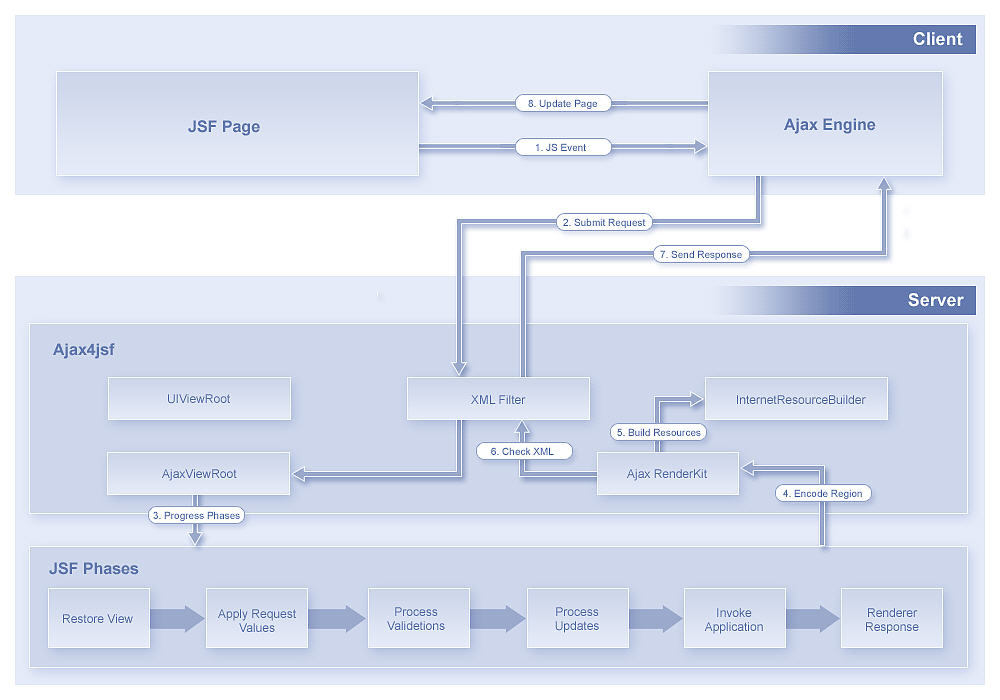 Client
JSF Page
8. Update Page
Ajax Engine
1. JS Event
2. Submit Request
7. Send Response
Server
Ajax4jsf
UIViewRoot
XML Filter
InternetResourceBuilder
5. Build Resources
6. Check XML
AjaxViewRoot
Ajax RenderKit
4. Encode Region
3. Progress Phases
JSF Phases
Restore View
Apply Request
Values
Process
Validetions
Process
Updates
Invoke
Application
Renderer
Response